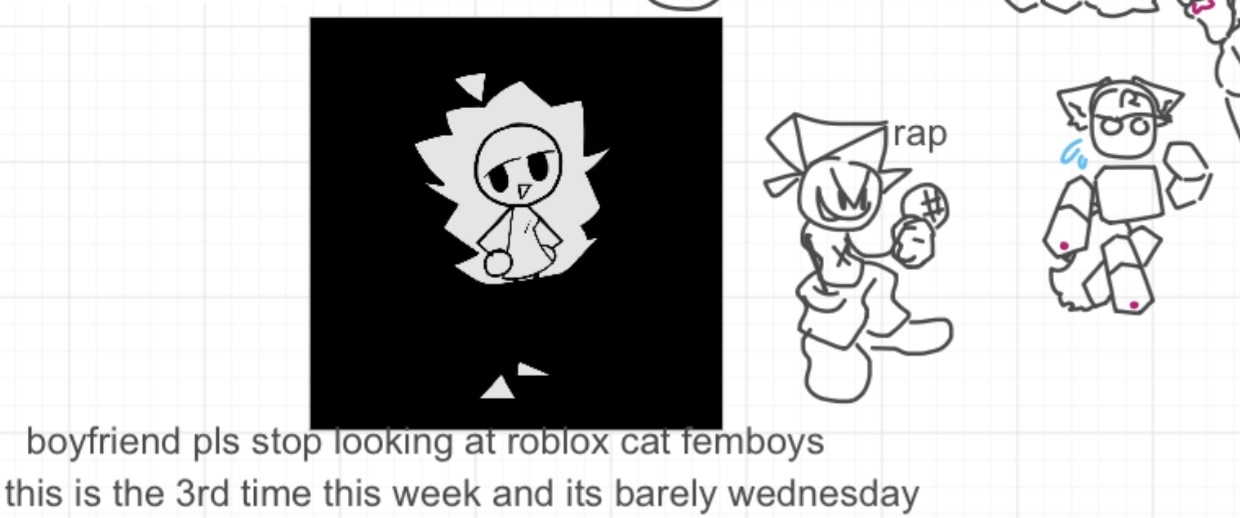 rap
boyfriend pls stop looking at roblox cat femboys
this is the 3rd time this week and its barely wednesday